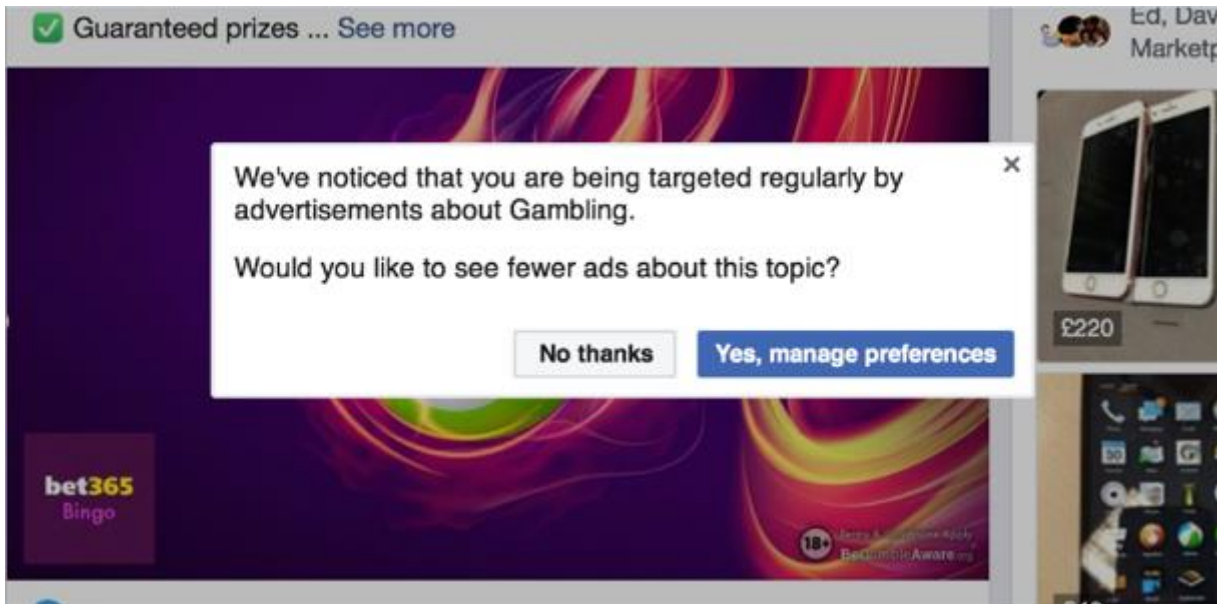 ✅ Guaranteed prizes ... See more
Ed, Dav
Marketp
We've noticed that you are being targeted regularly by
advertisements about Gambling.
Would you like to see fewer ads about this topic?
No thanks
Yes, manage preferences
£220
bet365
Bingo
18+
BeGambleAware.org